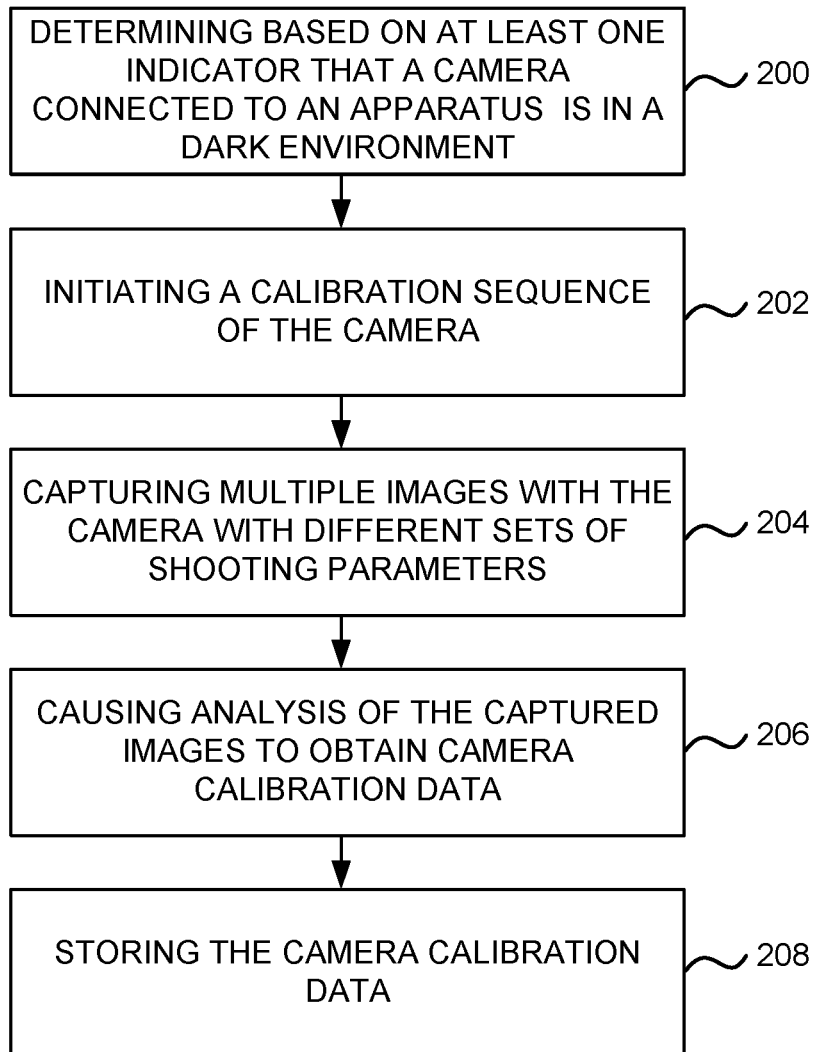 DETERMINING BASED ON AT LEAST ONE
INDICATOR THAT A CAMERA
CONNECTED TO AN APPARATUS IS IN A
DARK ENVIRONMENT
200
INITIATING A CALIBRATION SEQUENCE
OF THE CAMERA
202
CAPTURING MULTIPLE IMAGES WITH THE
CAMERA WITH DIFFERENT SETS OF
SHOOTING PARAMETERS
204
CAUSING ANALYSIS OF THE CAPTURED
IMAGES TO OBTAIN CAMERA
CALIBRATION DATA
206
STORING THE CAMERA CALIBRATION
DATA
208